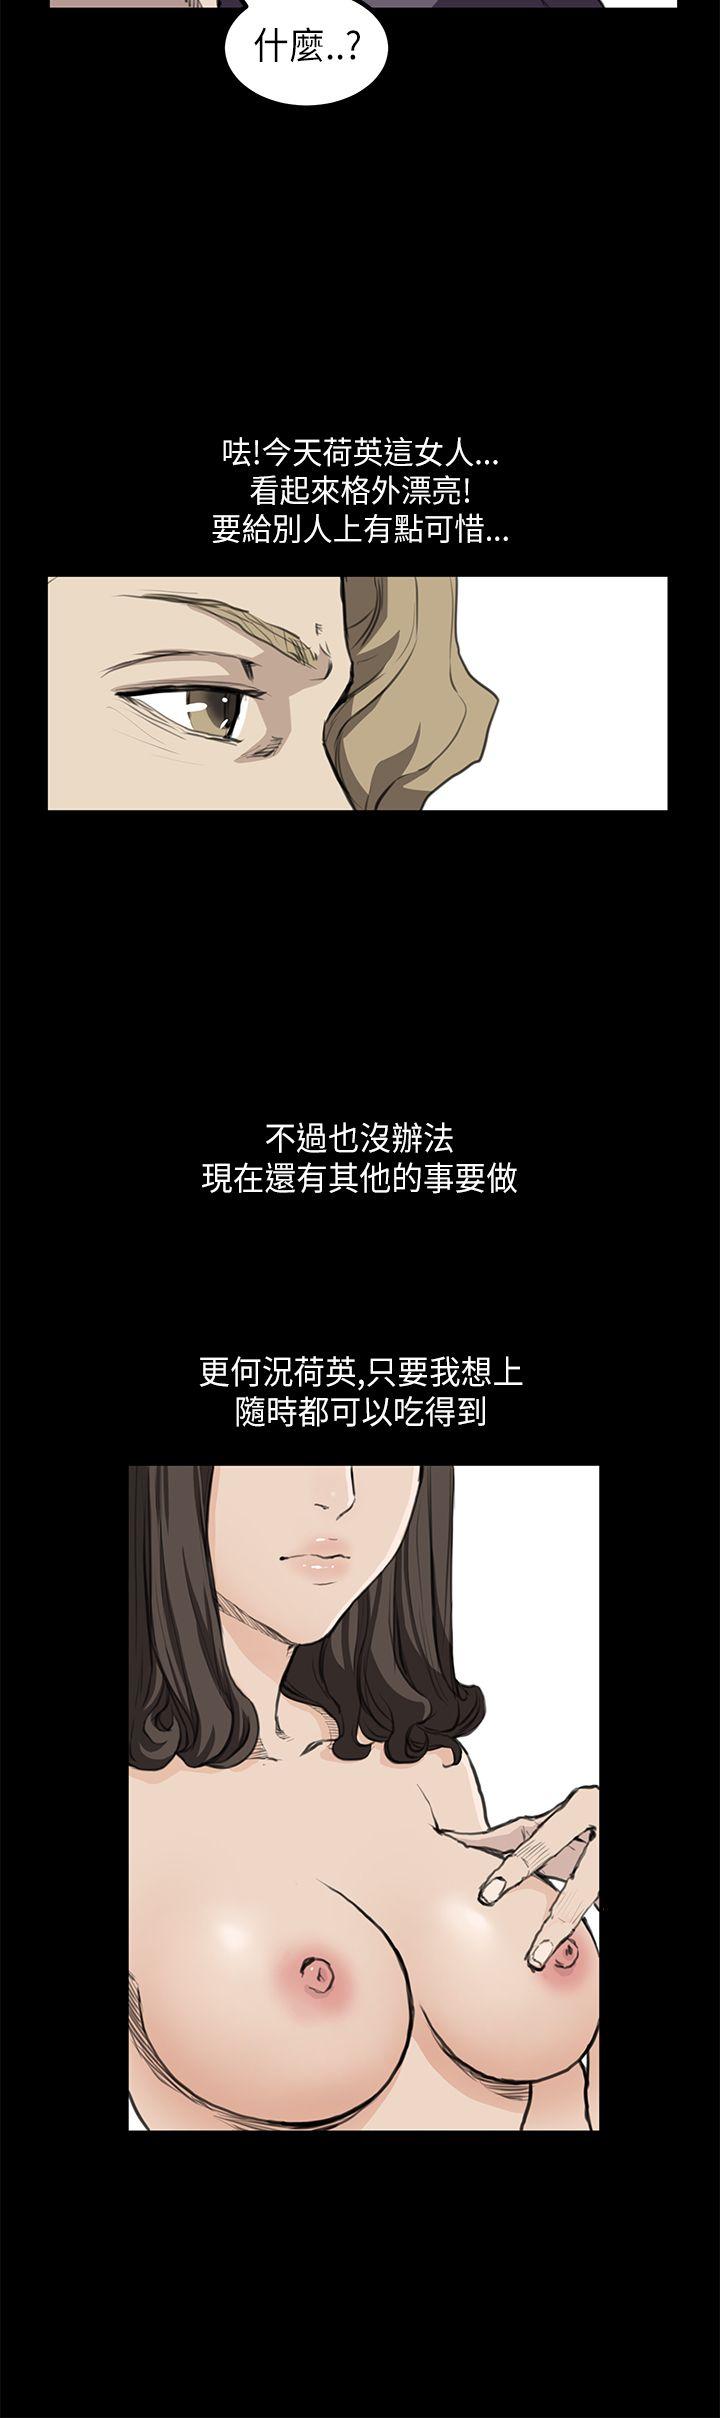 什麼..?
呿!今天荷英這女人...
看起來格外漂亮!
要給別人上有點可惜...
不過也沒辦法
現在還有其他的事要做
更何況荷英,只要我想上
隨時都可以吃得到